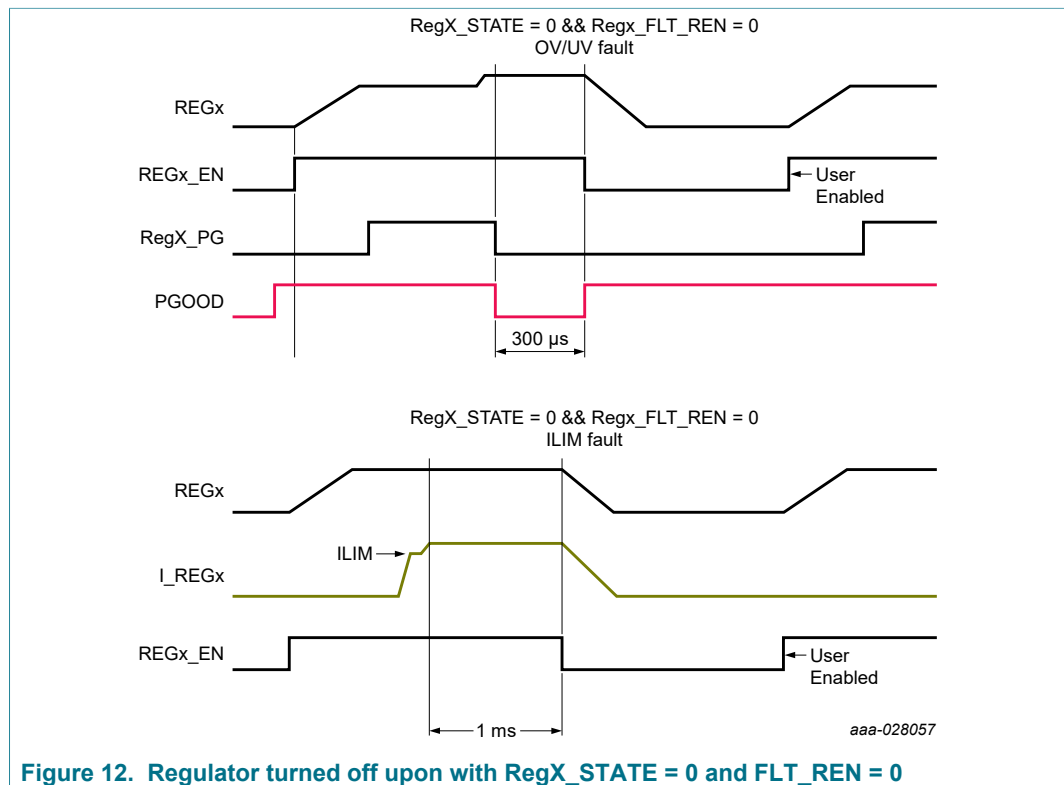 RegX_STATE = 0 && Regx_FLT_REN = 0
OV/UV fault
REGx
REGx_EN
User
Enabled
RegX_PG
PGOOD
300 μs
RegX_STATE = 0 && Regx_FLT_REN = 0
ILIM fault
REGx
ILIM
I_REGx
REGx_EN
User
Enabled
1 ms
aaa-028057
Figure 12. Regulator turned off upon with RegX_STATE = 0 and FLT_REN = 0